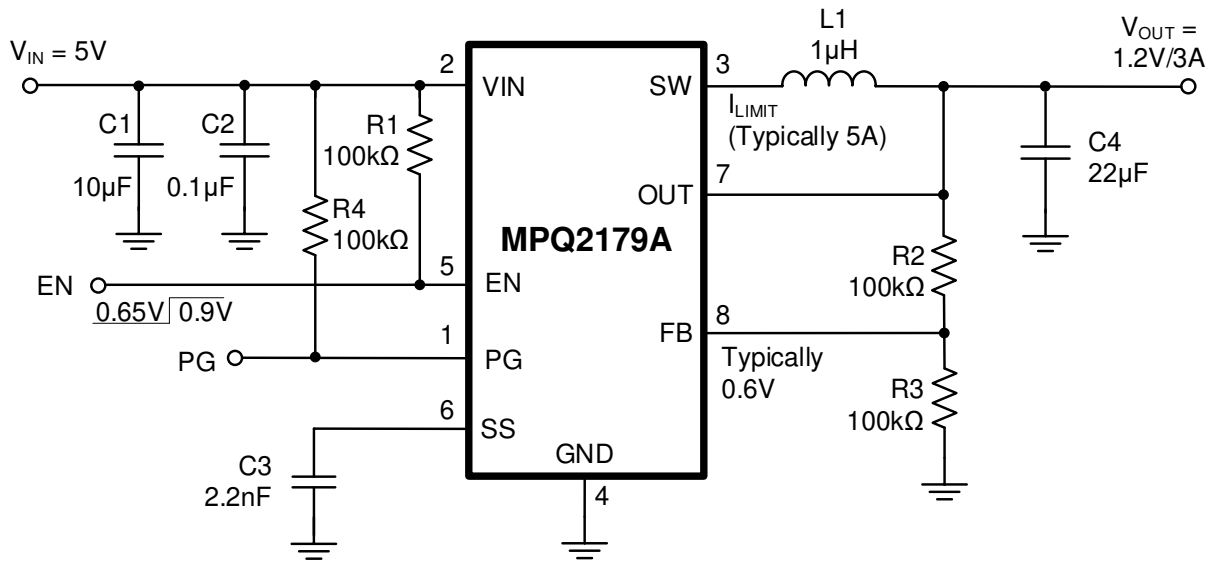 V_IN = 5V
C1
10µF
C2
0.1µF
R1
100kΩ
R4
100kΩ
EN
0.65V 0.9V
PG
C3
2.2nF
2
VIN
5
EN
1
PG
6
SS
MPQ2179A
GND
4
SW
3
I_LIMIT
(Typically 5A)
L1
1µH
OUT
7
FB
8
Typically
0.6V
R2
100kΩ
R3
100kΩ
C4
22µF
V_OUT =
1.2V/3A